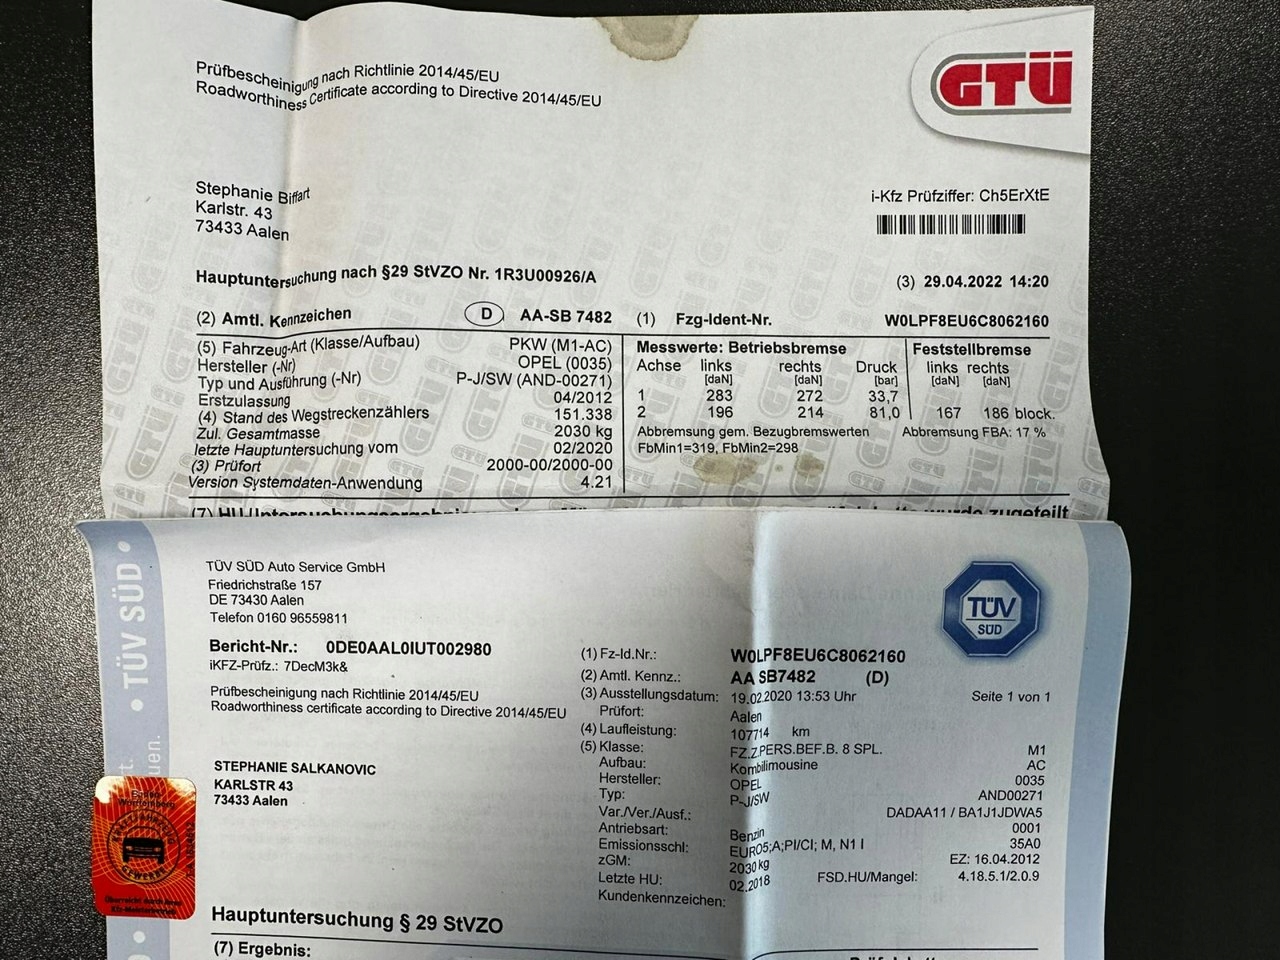 GTÜ
Prüfbescheinigung nach Richtlinie 2014/45/EU
Roadworthiness Certificate according to Directive 2014/45/EU
Stephanie Biffart
Karlstr. 43
73433 Aalen
i-Kfz Prüfziffer: Ch5ErXtE
Hauptuntersuchung nach §29 StVZO Nr. 1R3U00926/A
(3) 29.04.2022 14:20
(2) Amtl. Kennzeichen D AA-SB 7482
(1) Fzg-Ident-Nr. W0LPF8EU6C8062160
(5) Fahrzeug-Art (Klasse/Aufbau) PKW (M1-AC)
Hersteller (-Nr) OPEL (0035)
Typ und Ausführung (-Nr) P-J/SW (AND-00271)
Erstzulassung 04/2012
(4) Stand des Wegstreckenzählers 151.338
Zul. Gesamtmasse 2030 kg
letzte Hauptuntersuchung vom 02/2020
(3) Prüfort 2000-00/2000-00
Version Systemdaten-Anwendung 4.21
Messwerte: Betriebsbremse Feststellbremse
Achse links rechts Druck links rechts
[daN] [daN] [bar] [daN] [daN]
1 283 272 33,7
2 196 214 81,0 167 186 block.
Abbremsung gem. Bezugbremswerten Abbremsung FBA: 17 %
FbMin1=319, FbMin2=298
TÜV SÜD
TÜV SÜD Auto Service GmbH
Friedrichstraße 157
DE 73430 Aalen
Telefon 0160 96559811
TÜV
SÜD
Bericht-Nr.: 0DE0AAL0IUT002980
iKFZ-Prüfz.: 7DecM3k&
Prüfbescheinigung nach Richtlinie 2014/45/EU
Roadworthiness certificate according to Directive 2014/45/EU
STEPHANIE SALKANOVIC
KARLSTR 43
73433 Aalen
(1) Fz-Id.Nr.: W0LPF8EU6C8062160
(2) Amtl. Kennz.: AA SB7482 (D)
(3) Ausstellungsdatum: 19.02.2020 13:53 Uhr Seite 1 von 1
Prüfort: Aalen
(4) Laufleistung: 107714 km
(5) Klasse: FZ.Z.PERS.BEF.B. 8 SPL. M1
Aufbau: Kombilimousine AC
Hersteller: OPEL 0035
Typ: P-J/SW AND00271
Var./Ver./Ausf.: DADAA11 / BA1J1JDWA5
Antriebsart: Benzin 0001
Emissionsschl: EURO5;A;PI/CI; M, N1 I 35A0
zGM: 2030 kg EZ: 16.04.2012
Letzte HU: 02.2018 FSD.HU/Mangel: 4.18.5.1/2.0.9
Kundenkennzeichen:
Baden
Württemberg
Hauptuntersuchung § 29 StVZO
(7) Ergebnis: